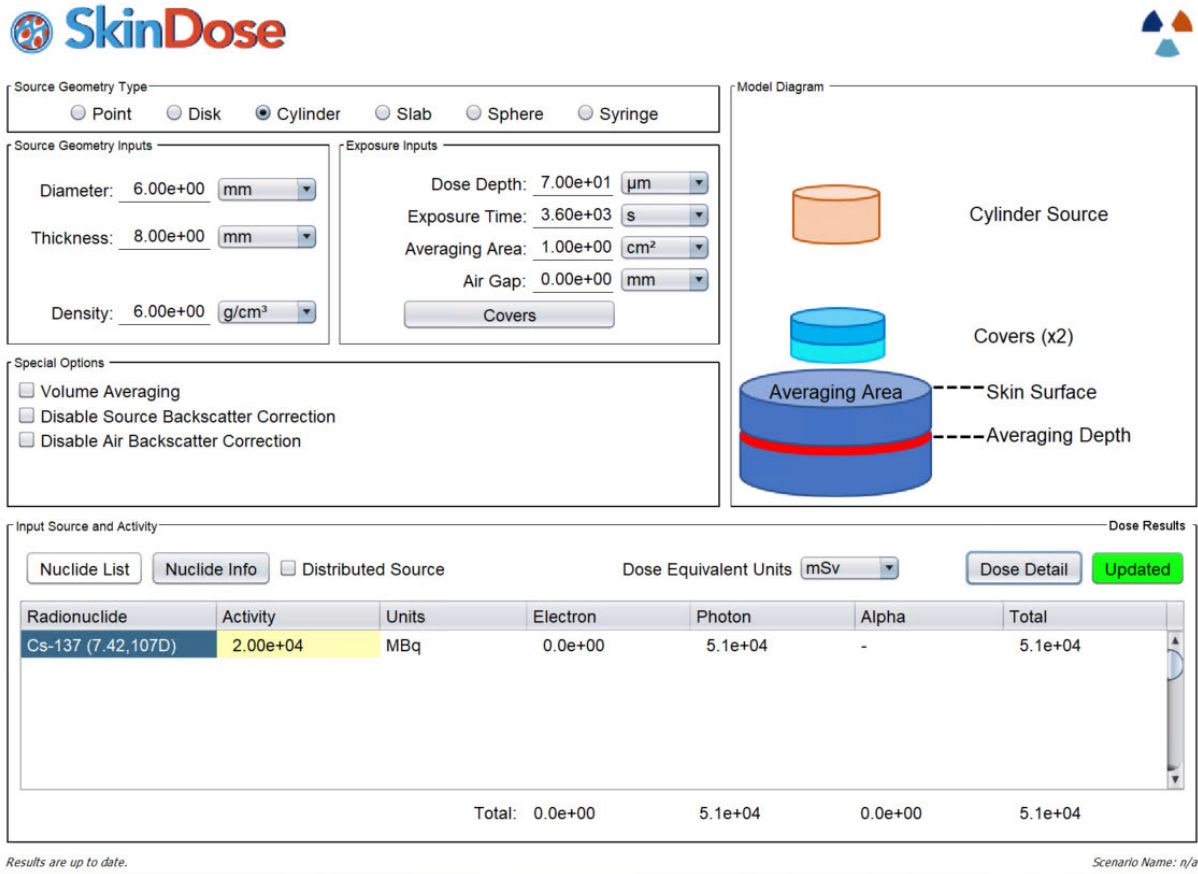 SkinDose
Source Geometry Type
Point Disk Cylinder Slab Sphere Syringe
Source Geometry Inputs
Diameter: 6.00e+00 mm
Thickness: 8.00e+00 mm
Density: 6.00e+00 g/cm³
Exposure Inputs
Dose Depth: 7.00e+01 μm
Exposure Time: 3.60e+03 s
Averaging Area: 1.00e+00 cm²
Air Gap: 0.00e+00 mm
Covers
Special Options
Volume Averaging
Disable Source Backscatter Correction
Disable Air Backscatter Correction
Model Diagram
Cylinder Source
Covers (x2)
Averaging Area
Skin Surface
Averaging Depth
Input Source and Activity
Dose Results
Nuclide List Nuclide Info Distributed Source Dose Equivalent Units mSv Dose Detail Updated
Radionuclide Activity Units Electron Photon Alpha Total
Cs-137 (7.42,107D) 2.00e+04 MBq 0.0e+00 5.1e+04 - 5.1e+04
Total: 0.0e+00 5.1e+04 0.0e+00 5.1e+04
Results are up to date.
Scenario Name: n/a